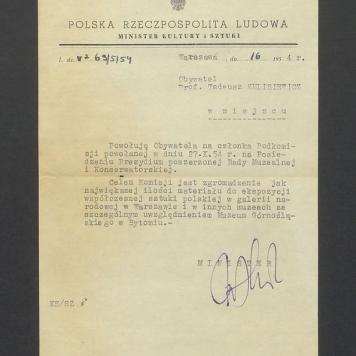 POLSKA RZECZPOSPOLITA LUDOWA
MINISTER KULTURY i SZTUKI
Warszawa, dn. 16 195 4 r.
Obywatel
Prof. Tadeusz KULISIEWICZ
w miejscu
Powołuję Obywatela na członka Podkomi-
sji powołanej w dniu 27.X.54 r. na Posie-
dzeniu Prezydium poszerzonej Rady Muzealnej
i Konserwatorskiej.
Celem Komisji jest zgromadzenie jak
największej ilości materiału do ekspozycji
współczesnej sztuki polskiej w galerii na-
rodowej w Warszawie i w innych muzeach ze
szczególnym uwzględnieniem Muzeum Górnoślą-
skiego w Bytomiu.-
MINISTER